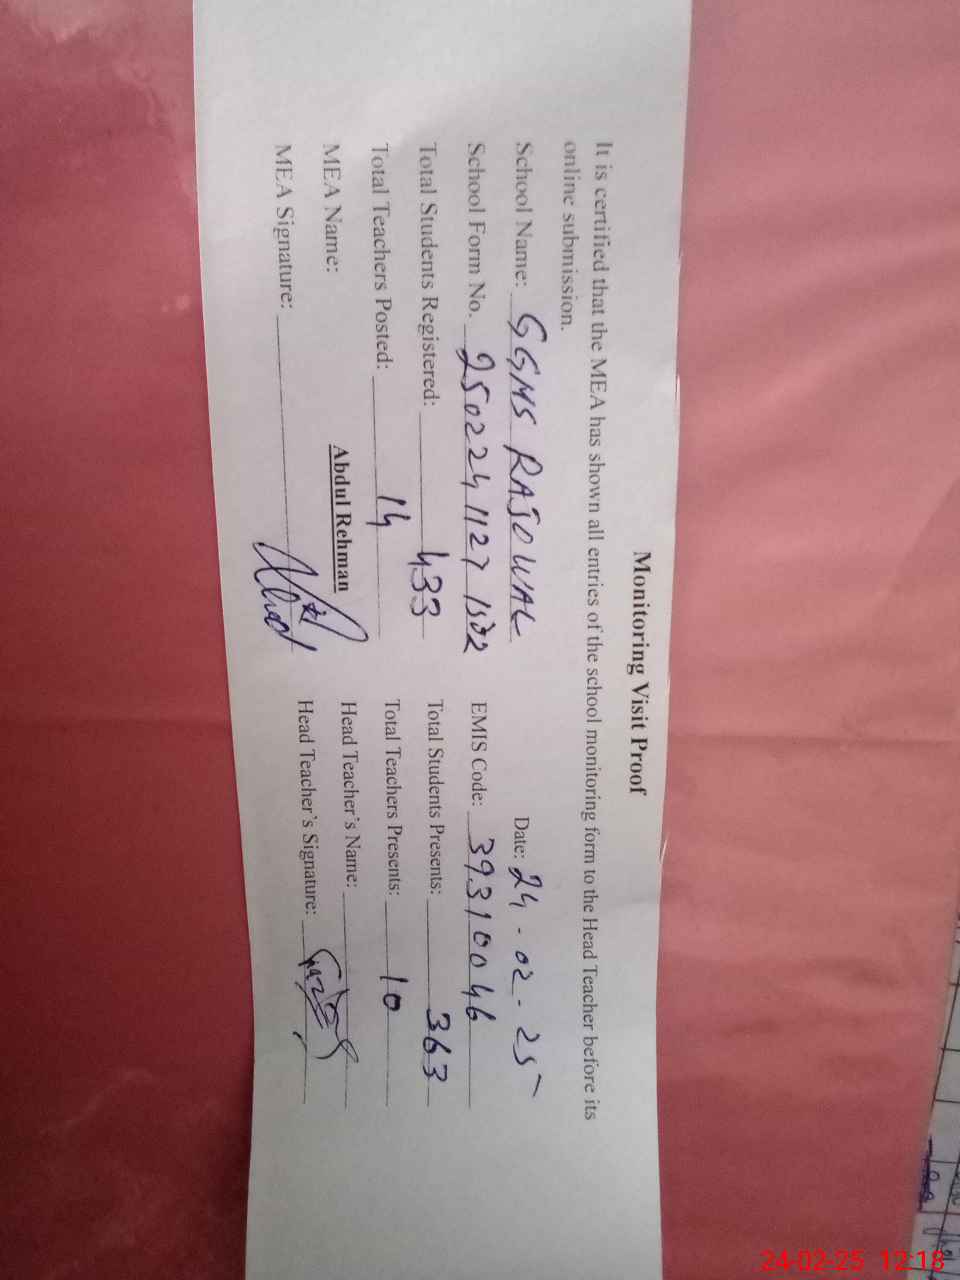 Monitoring Visit Proof
It is certified that the MEA has shown all entries of the school monitoring form to the Head Teacher before its
online submission.
School Name: GGMS RAJOWAL Date: 24-02-25
School Form No. EMIS Code: 39310046
Total Students Registered: 433 Total Students Presents: 363
Total Teachers Posted: 14 Total Teachers Presents: 10
MEA Name: Abdul Rehman Head Teacher's Name:
MEA Signature: Head Teacher's Signature:
24-02-25 12:18